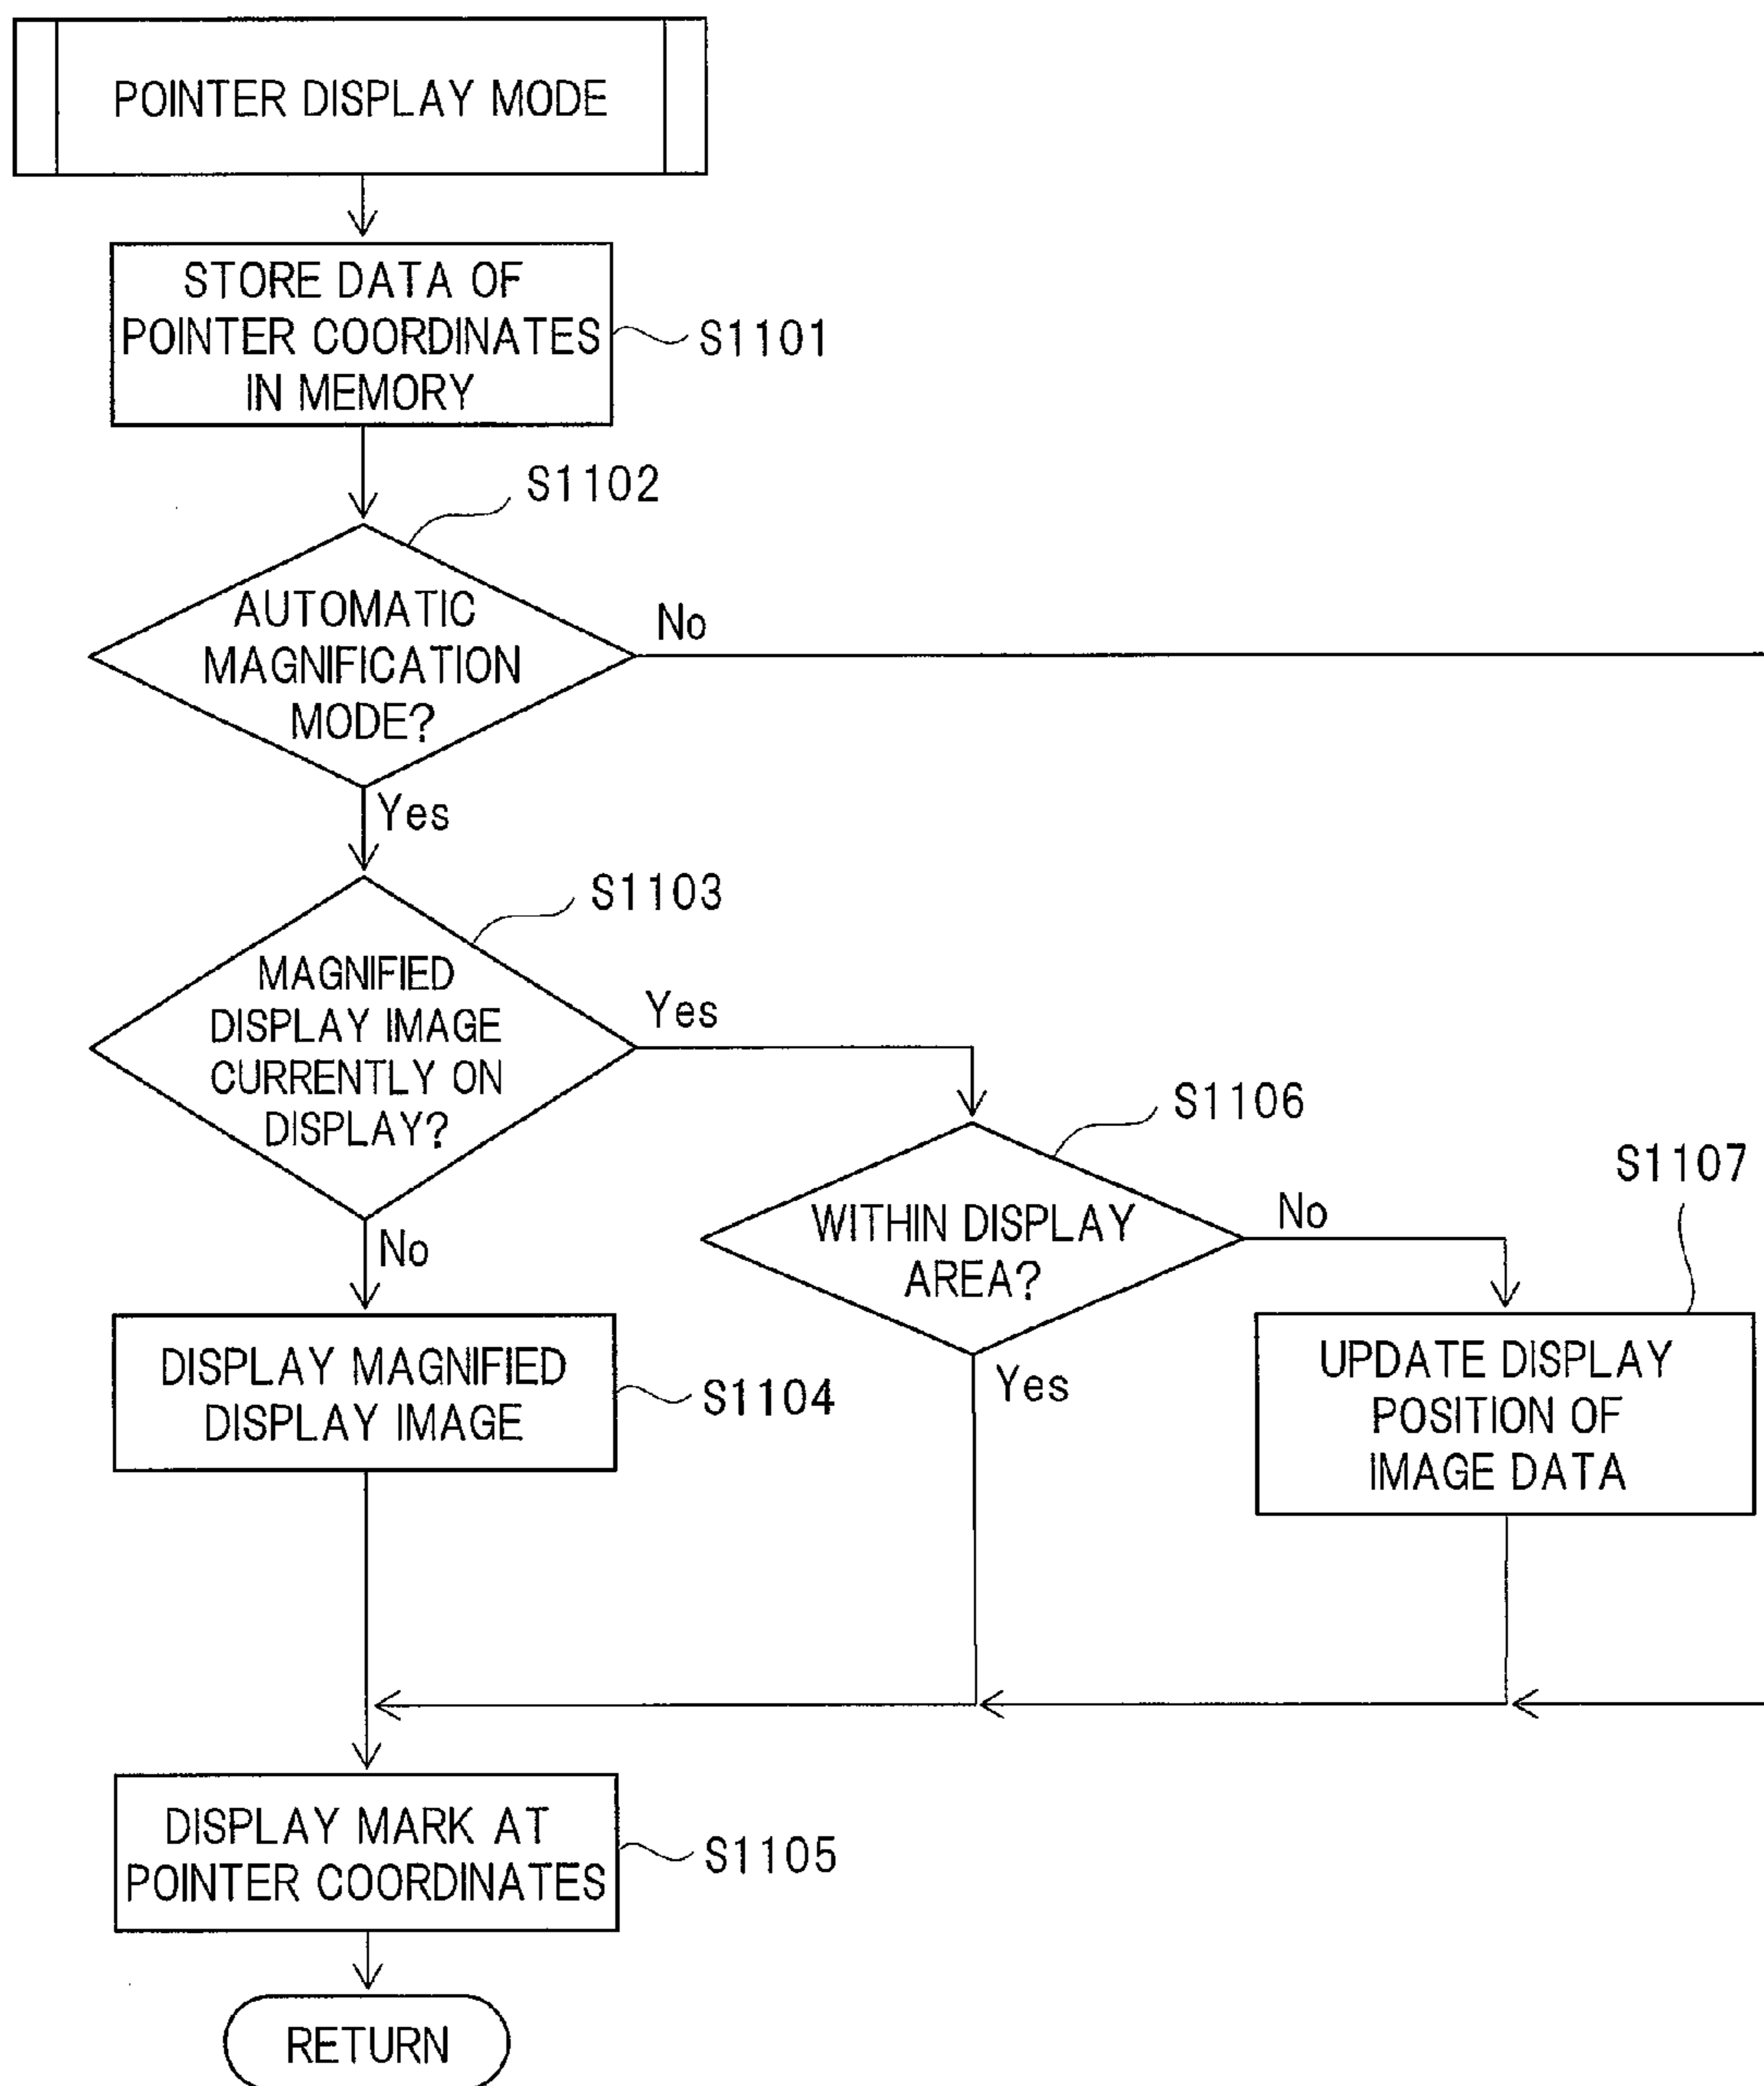 POINTER DISPLAY MODE
STORE DATA OF
POINTER COORDINATES
IN MEMORY
S1101
S1102
AUTOMATIC
MAGNIFICATION
MODE?
No
Yes
S1103
MAGNIFIED
DISPLAY IMAGE
CURRENTLY ON
DISPLAY?
Yes
No
S1106
WITHIN DISPLAY
AREA?
No
Yes
S1107
UPDATE DISPLAY
POSITION OF
IMAGE DATA
DISPLAY MAGNIFIED
DISPLAY IMAGE
S1104
DISPLAY MARK AT
POINTER COORDINATES
S1105
RETURN